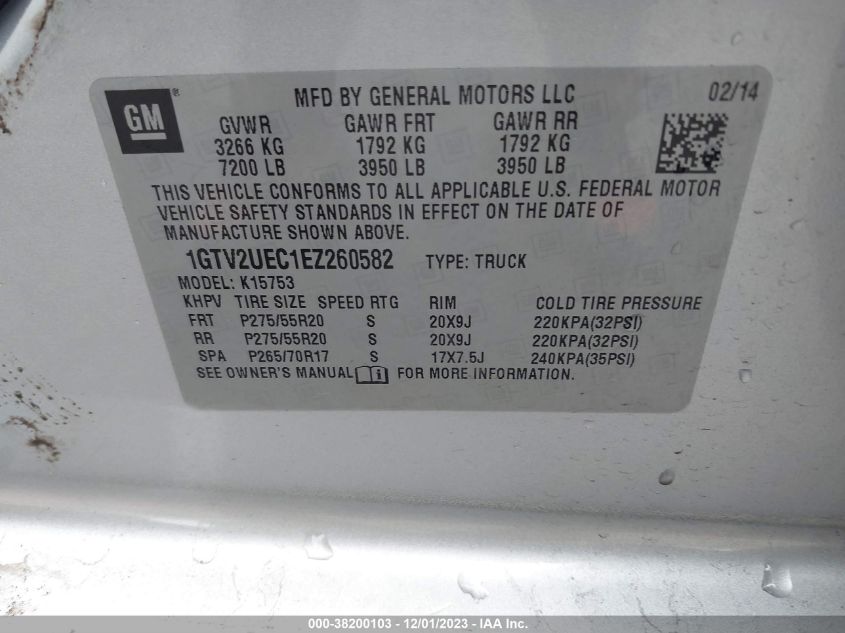 GM ® MFD BY GENERAL MOTORS LLC 02/14
GVWR GAWR FRT GAWR RR
3266 KG 1792 KG 1792 KG
7200 LB 3950 LB 3950 LB
THIS VEHICLE CONFORMS TO ALL APPLICABLE U.S. FEDERAL MOTOR
VEHICLE SAFETY STANDARDS IN EFFECT ON THE DATE OF
MANUFACTURE SHOWN ABOVE.
1GTV2UEC1EZ260582 TYPE: TRUCK
MODEL: K15753
KHPV TIRE SIZE SPEED RTG RIM COLD TIRE PRESSURE
FRT P275/55R20 S 20X9J 220KPA(32PSI)
RR P275/55R20 S 20X9J 220KPA(32PSI)
SPA P265/70R17 S 17X7.5J 240KPA(35PSI)
SEE OWNER'S MANUAL i FOR MORE INFORMATION.
000-38200103 - 12/01/2023 - IAA Inc.